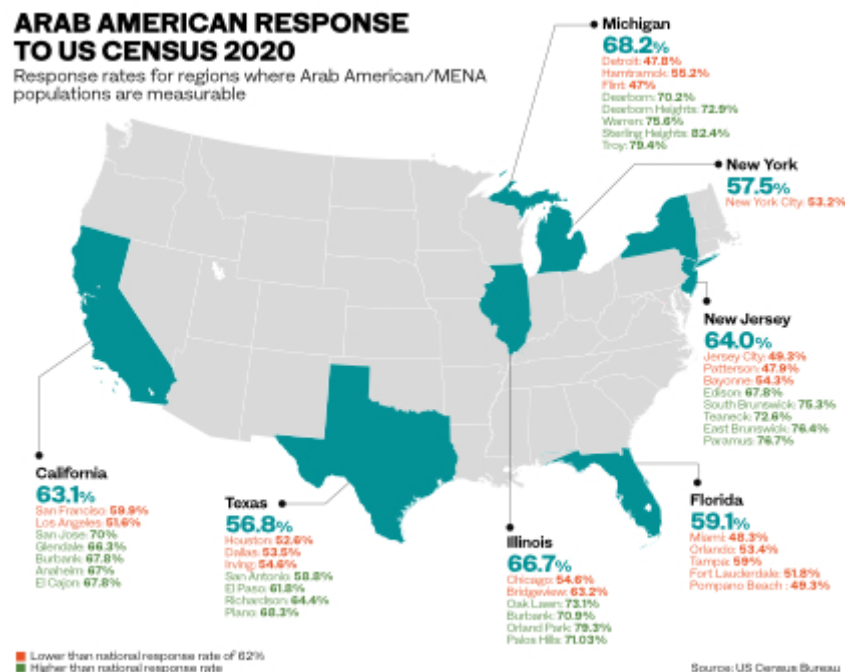 ARAB AMERICAN RESPONSE
TO US CENSUS 2020
Response rates for regions where Arab American/MENA
populations are measurable
Michigan
68.2%
Detroit: 47.8%
Hamtramck: 55.2%
Flint: 47%
Dearborn: 70.2%
Dearborn Heights: 72.9%
Warren: 75.6%
Sterling Heights: 82.4%
Troy: 79.4%
New York
57.5%
New York City: 53.2%
New Jersey
64.0%
Jersey City: 49.3%
Patterson: 47.9%
Bayonne: 54.3%
Edison: 67.8%
South Brunswick: 75.3%
Teaneck: 72.6%
East Brunswick: 76.4%
Paramus: 76.7%
California
63.1%
San Franciso: 59.9%
Los Angeles: 51.6%
San Jose: 70%
Glendale: 66.3%
Burbank: 67.8%
Anaheim: 67%
El Cajon: 67.8%
Texas
56.8%
Houston: 52.6%
Dallas: 53.5%
Irving: 54.6%
San Antonio: 58.8%
El Paso: 61.8%
Richardson: 64.4%
Plano: 68.3%
Illinois
66.7%
Chicago: 54.6%
Bridgeview: 63.2%
Oak Lawn: 73.1%
Burbank: 70.9%
Orland Park: 79.3%
Palos Hills: 71.03%
Florida
59.1%
Miami: 48.3%
Orlando: 53.4%
Tampa: 59%
Fort Lauderdale: 51.8%
Pompano Beach : 49.3%
Lower than national response rate of 62%
Higher than national response rate
Source: US Census Bureau